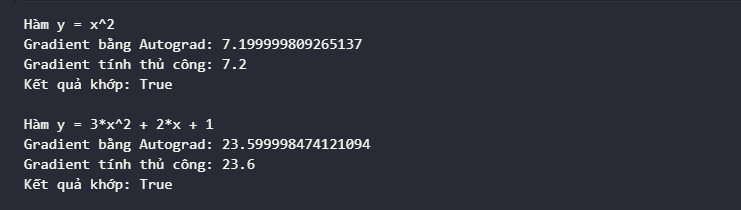 Hàm y = x^2
Gradient bằng Autograd: 7.199999809265137
Gradient tính thủ công: 7.2
Kết quả khớp: True
Hàm y = 3*x^2 + 2*x + 1
Gradient bằng Autograd: 23.599998474121094
Gradient tính thủ công: 23.6
Kết quả khớp: True